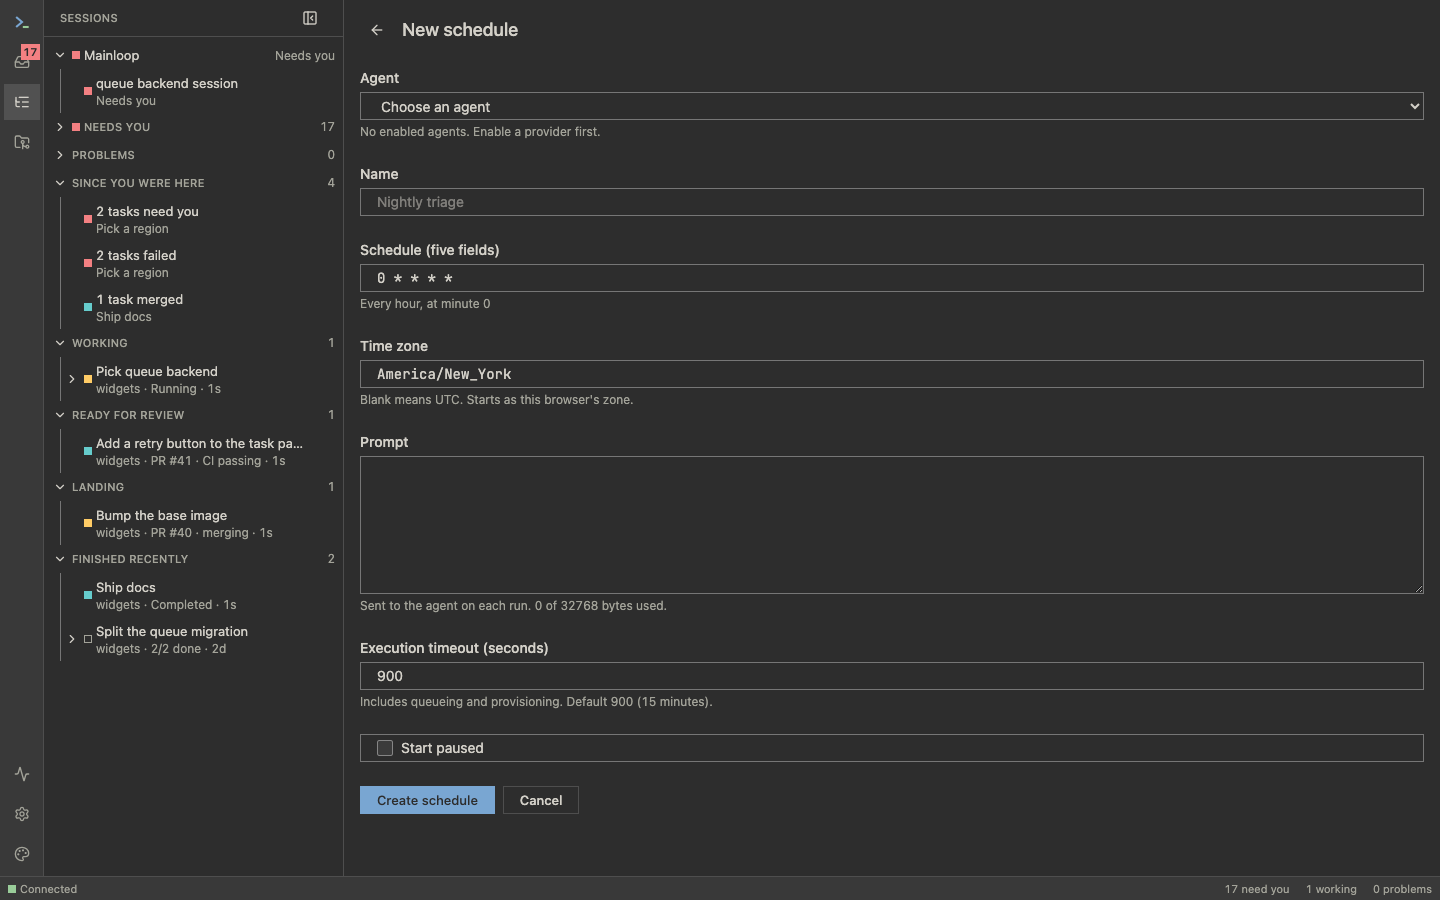 17
SESSIONS
Mainloop
Needs you
queue backend session
Needs you
NEEDS YOU
17
PROBLEMS
0
SINCE YOU WERE HERE
4
2 tasks need you
Pick a region
2 tasks failed
Pick a region
1 task merged
Ship docs
WORKING
1
Pick queue backend
widgets · Running · 1s
READY FOR REVIEW
1
Add a retry button to the task pa...
widgets · PR #41 · CI passing · 1s
LANDING
1
Bump the base image
widgets · PR #40 · merging · 1s
FINISHED RECENTLY
2
Ship docs
widgets · Completed · 1s
Split the queue migration
widgets · 2/2 done · 2d
New schedule
Agent
Choose an agent
No enabled agents. Enable a provider first.
Name
Nightly triage
Schedule (five fields)
0 * * * *
Every hour, at minute 0
Time zone
America/New_York
Blank means UTC. Starts as this browser's zone.
Prompt
Sent to the agent on each run. 0 of 32768 bytes used.
Execution timeout (seconds)
900
Includes queueing and provisioning. Default 900 (15 minutes).
Start paused
Create schedule
Cancel
Connected
17 need you
1 working
0 problems